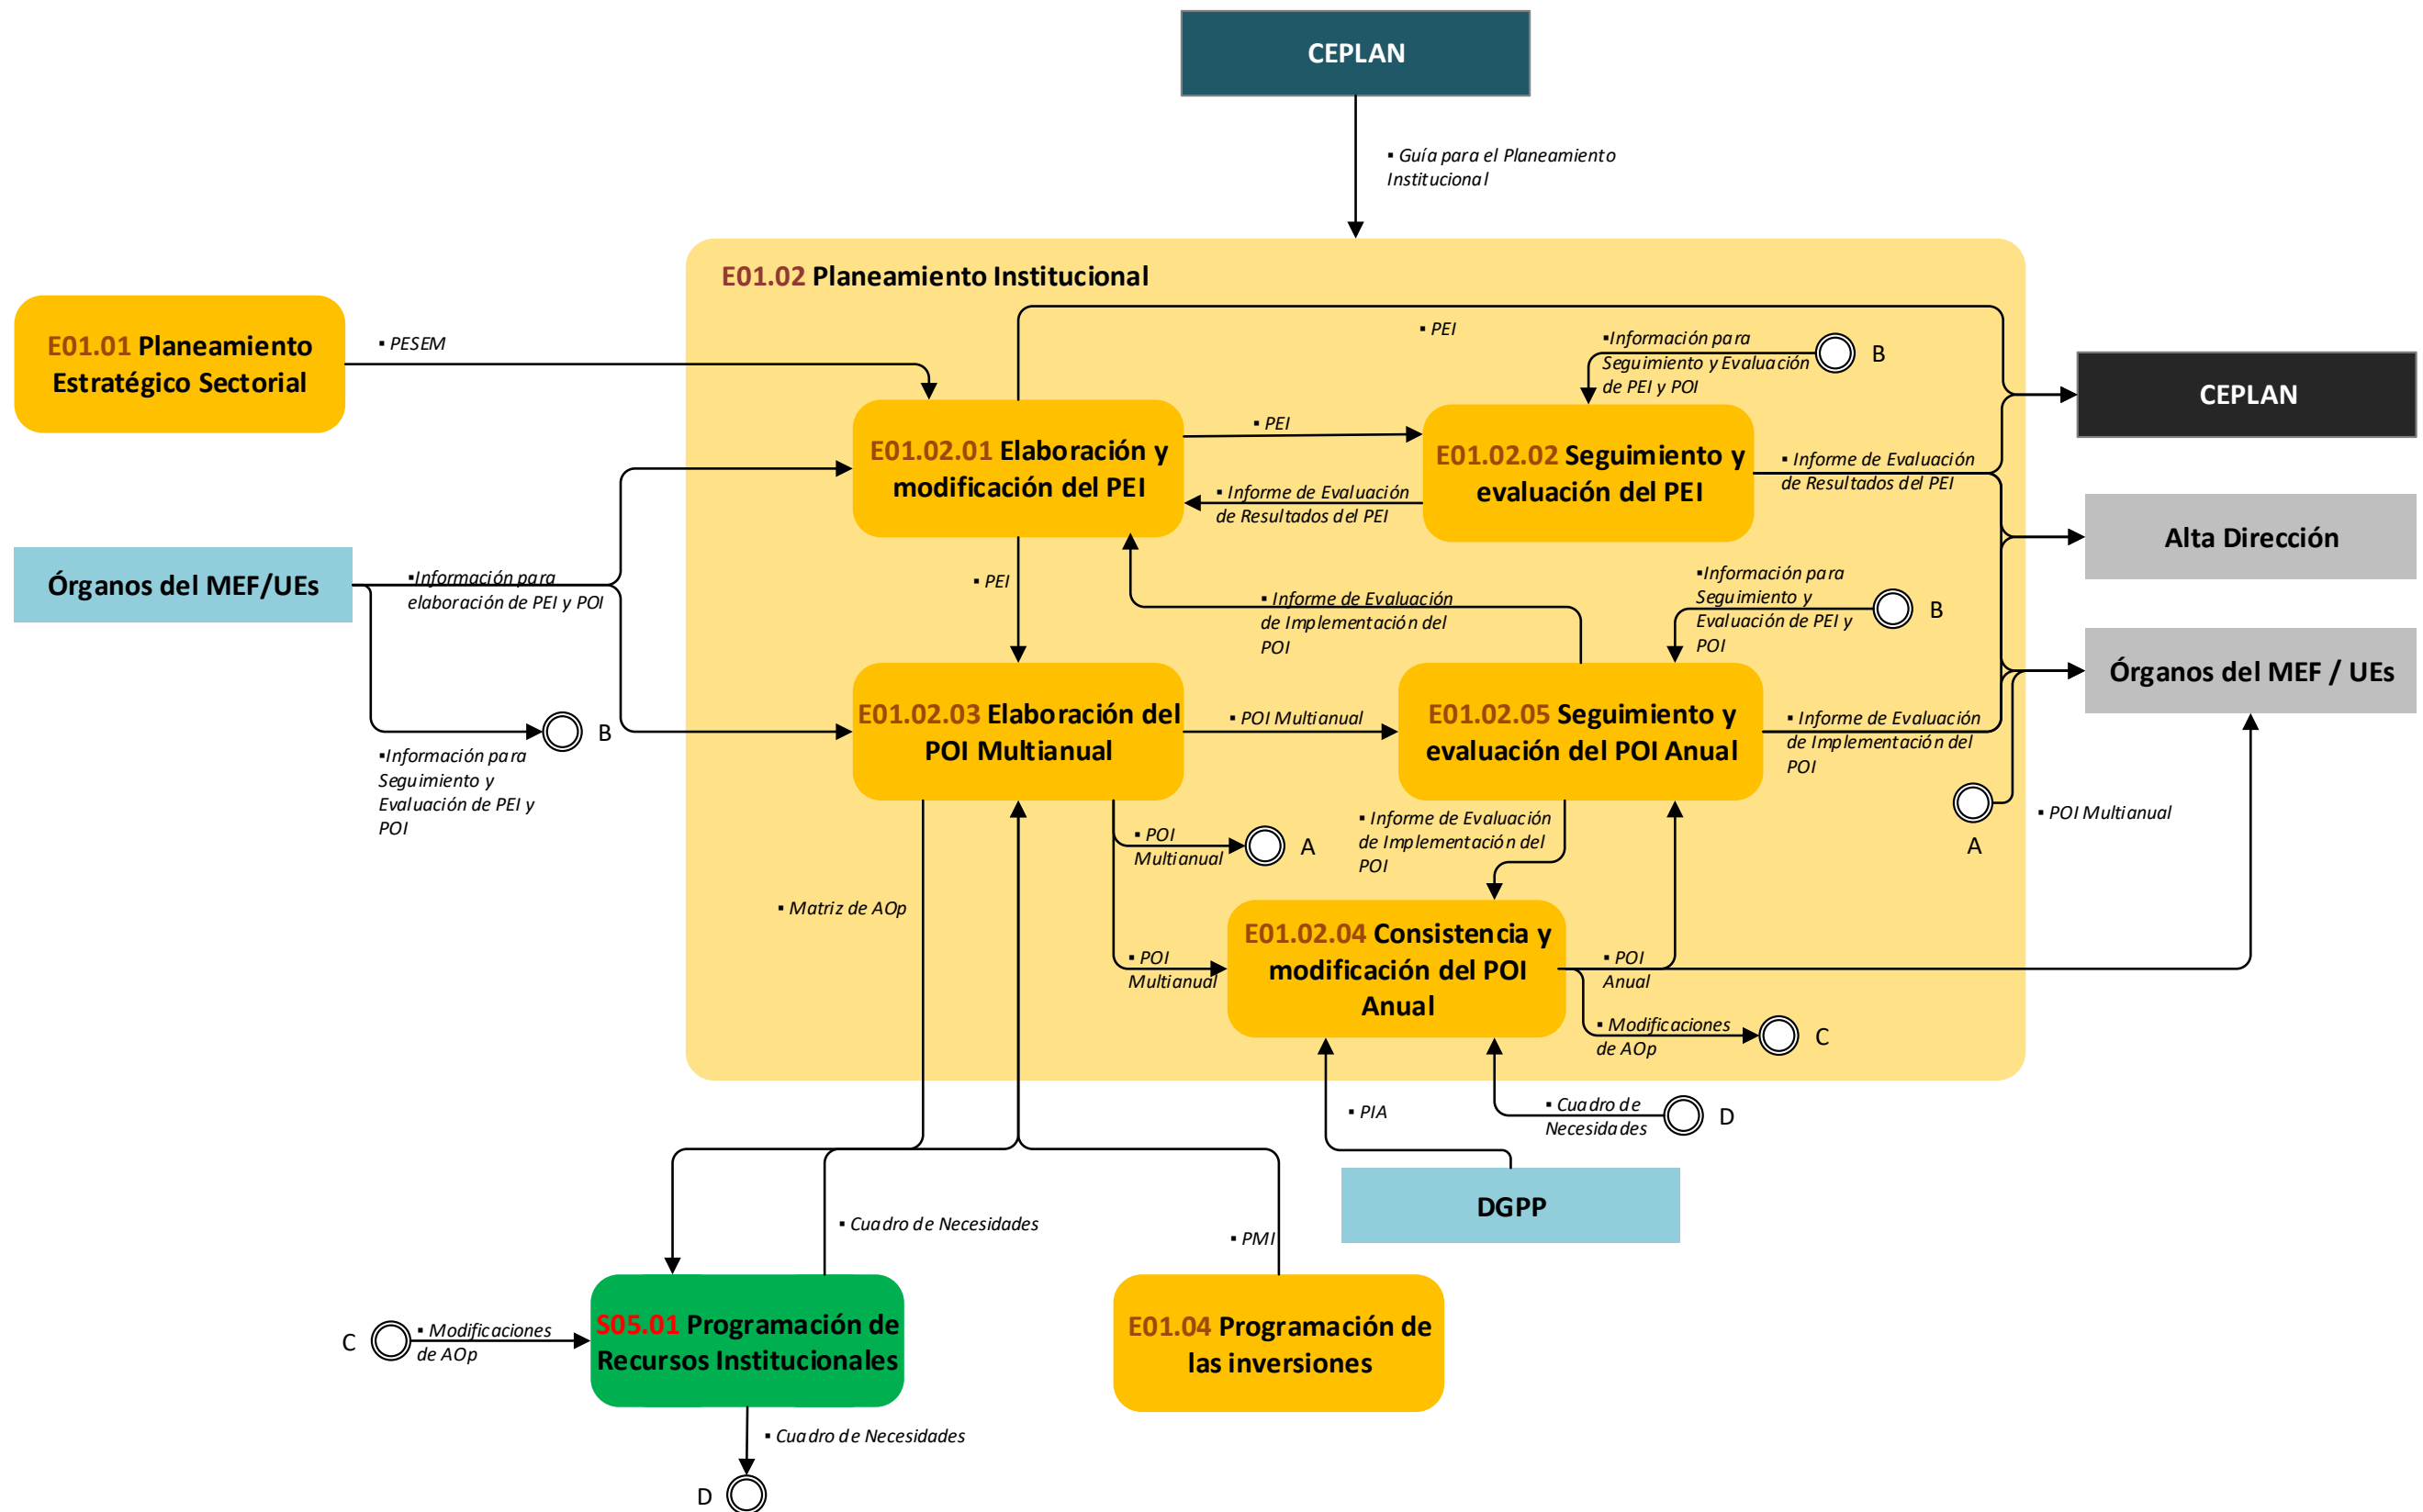 CEPLAN
▪ Guía para el Planeamiento
Institucional
E01.02 Planeamiento Institucional
E01.01 Planeamiento
Estratégico Sectorial
▪ PESEM
▪ PEI
▪Información para
Seguimiento y Evaluación
de PEI y POI
B
CEPLAN
E01.02.01 Elaboración y
modificación del PEI
▪ PEI
▪ Informe de Evaluación
de Resultados del PEI
E01.02.02 Seguimiento y
evaluación del PEI
▪ Informe de Evaluación
de Resultados del PEI
Alta Dirección
Órganos del MEF/UEs
▪Información para
elaboración de PEI y POI
▪ PEI
▪ Informe de Evaluación
de Implementación del
POI
▪Información para
Seguimiento y
Evaluación de PEI y
POI
B
Órganos del MEF / UEs
B
▪Información para
Seguimiento y
Evaluación de PEI y
POI
E01.02.03 Elaboración del
POI Multianual
▪ POI Multianual
E01.02.05 Seguimiento y
evaluación del POI Anual
▪ Informe de Evaluación
de Implementación del
POI
A
▪ POI Multianual
▪ POI
Multianual
A
▪ Informe de Evaluación
de Implementación del
POI
▪ Matriz de AOp
▪ POI
Multianual
E01.02.04 Consistencia y
modificación del POI
Anual
▪ POI
Anual
▪ Modificaciones
de AOp
C
▪ PIA
▪ Cuadro de
Necesidades
D
DGPP
▪ Cuadro de Necesidades
▪ PMI
C
▪ Modificaciones
de AOp
S05.01 Programación de
Recursos Institucionales
E01.04 Programación de
las inversiones
▪ Cuadro de Necesidades
D